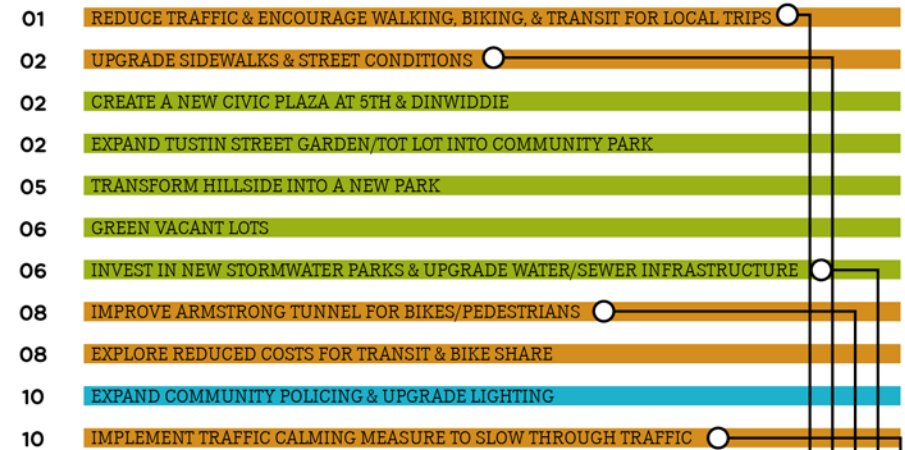 01 REDUCE TRAFFIC & ENCOURAGE WALKING, BIKING, & TRANSIT FOR LOCAL TRIPS
02 UPGRADE SIDEWALKS & STREET CONDITIONS
02 CREATE A NEW CIVIC PLAZA AT 5TH & DINWIDDIE
02 EXPAND TUSTIN STREET GARDEN/TOT LOT INTO COMMUNITY PARK
05 TRANSFORM HILLSIDE INTO A NEW PARK
06 GREEN VACANT LOTS
06 INVEST IN NEW STORMWATER PARKS & UPGRADE WATER/SEWER INFRASTRUCTURE
08 IMPROVE ARMSTRONG TUNNEL FOR BIKES/PEDESTRIANS
08 EXPLORE REDUCED COSTS FOR TRANSIT & BIKE SHARE
10 EXPAND COMMUNITY POLICING & UPGRADE LIGHTING
10 IMPLEMENT TRAFFIC CALMING MEASURE TO SLOW THROUGH TRAFFIC